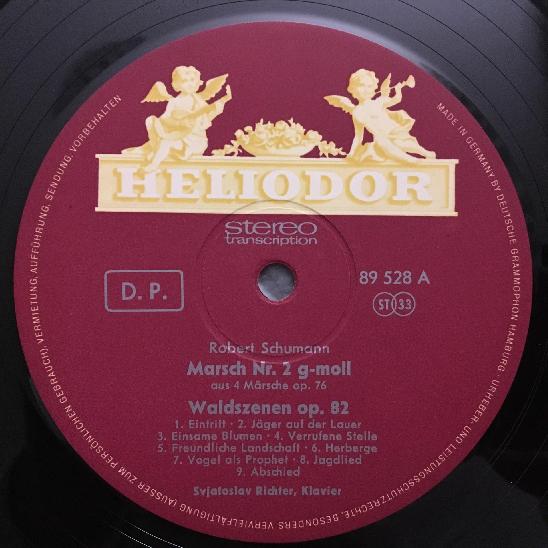 HELIODOR
stereo
transcription
D. P.
89 528 A
ST 33
Robert Schumann
Marsch Nr. 2 g-moll
aus 4 Märsche op. 76
Waldszenen op. 82
1. Eintritt · 2. Jäger auf der Lauer
3. Einsame Blumen · 4. Verrufene Stelle
5. Freundliche Landschaft · 6. Herberge
7. Vogel als Prophet · 8. Jagdlied
9. Abschied
Svjatoslav Richter, Klavier
MADE IN GERMANY BY DEUTSCHE GRAMMOPHON HAMBURG · URHEBER- UND LEISTUNGSSCHUTZRECHTE, BESONDERS VERVIELFÄLTIGUNG (AUSSER ZUM PERSÖNLICHEN GEBRAUCH), VERMIETUNG, AUFFÜHRUNG, SENDUNG, VORBEHALTEN